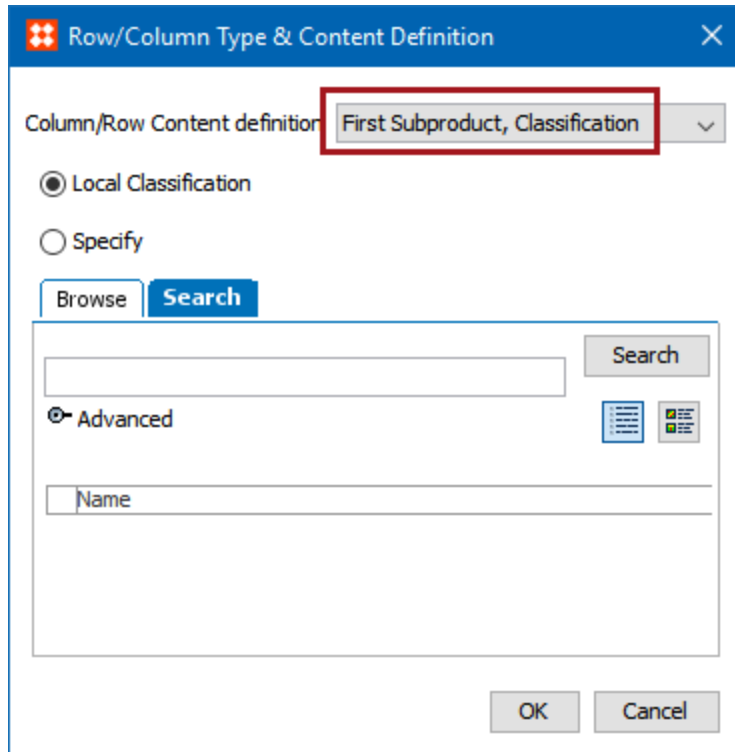 Row/Column Type & Content Definition
Column/Row Content definition First Subproduct, Classification
Local Classification
Specify
Browse Search
Search
Advanced
Name
OK Cancel